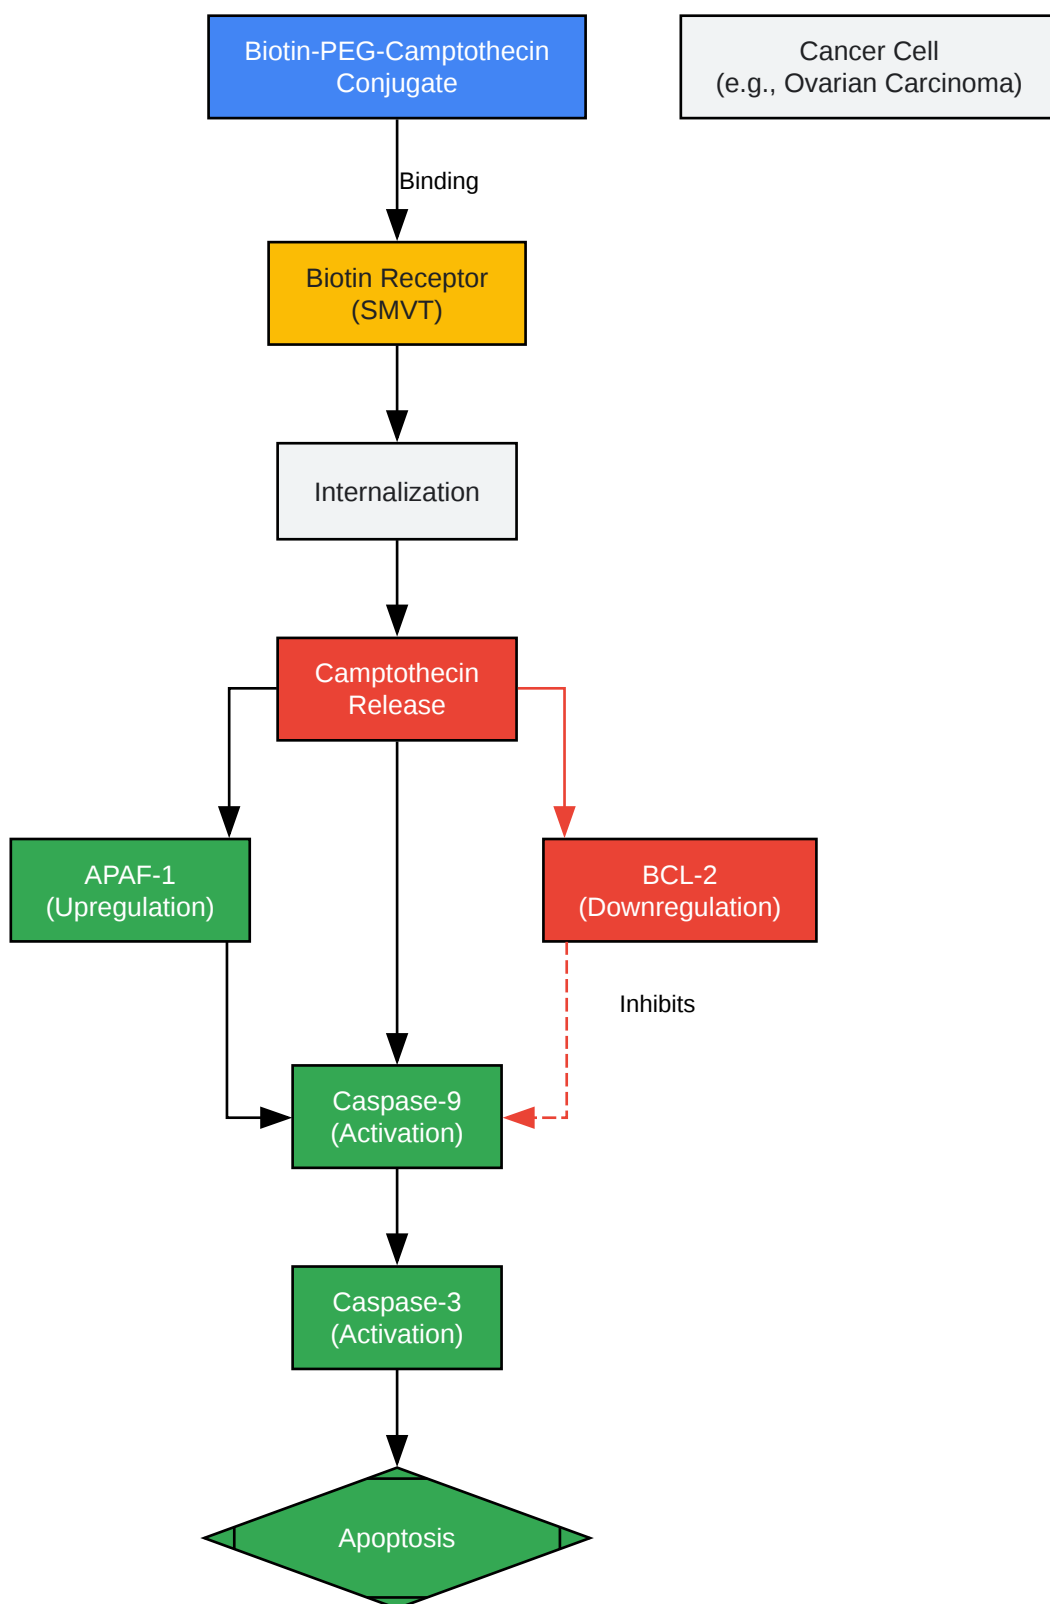 Biotin-PEG-Camptothecin
Conjugate
Cancer Cell
(e.g., Ovarian Carcinoma)
Binding
Biotin Receptor
(SMVT)
Internalization
Camptothecin
Release
APAF-1
(Upregulation)
BCL-2
(Downregulation)
Inhibits
Caspase-9
(Activation)
Caspase-3
(Activation)
Apoptosis